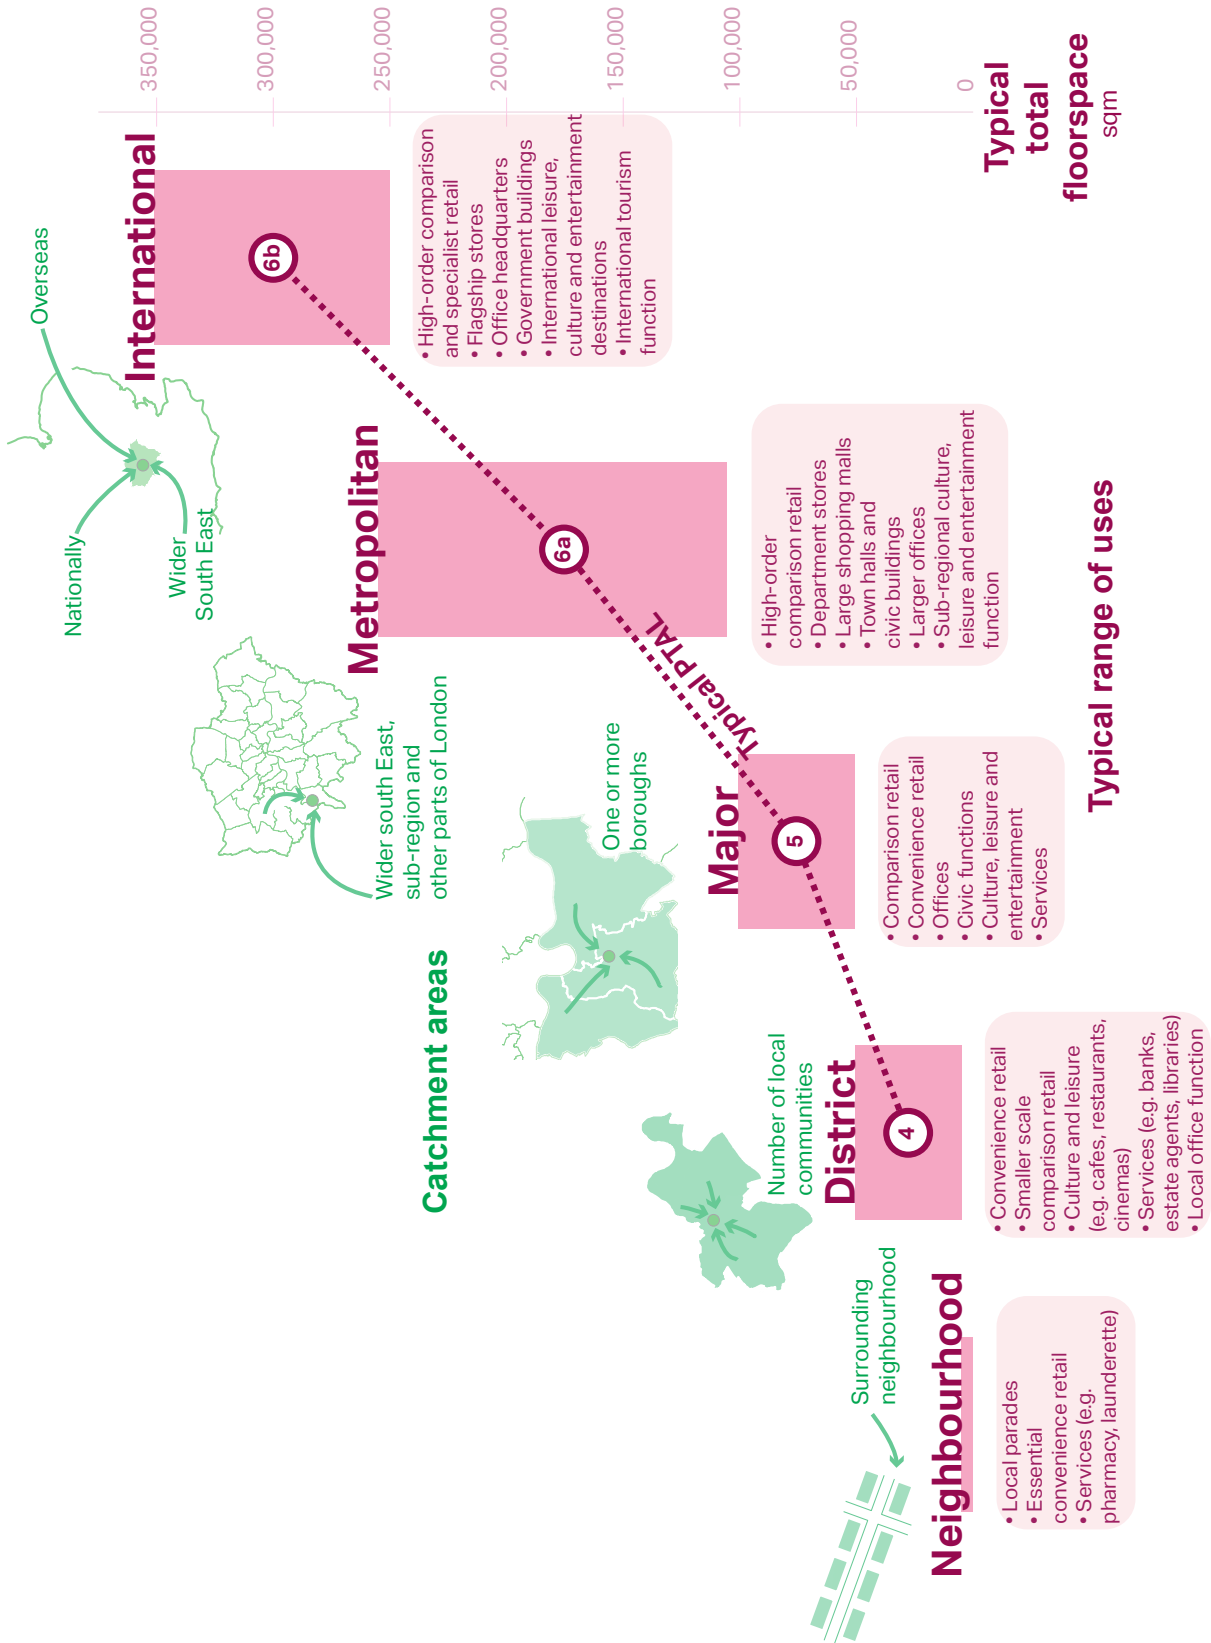 350,000
300,000
250,000
200,000
150,000
100,000
50,000
0
Typical
total
floorspace
sqm
International
6b
Overseas
Nationally
Wider
South East
• High-order comparison
and specialist retail
• Flagship stores
• Office headquarters
• Government buildings
• International leisure,
culture and entertainment
destinations
• International tourism
function
Metropolitan
6a
Wider south East,
sub-region and
other parts of London
• High-order
comparison retail
• Department stores
• Large shopping malls
• Town halls and
civic buildings
• Larger offices
• Sub-regional culture,
leisure and entertainment
function
Typical PTAL
Major
5
One or more
boroughs
• Comparison retail
• Convenience retail
• Offices
• Civic functions
• Culture, leisure and
entertainment
• Services
District
4
Number of local
communities
• Convenience retail
• Smaller scale
comparison retail
• Culture and leisure
(e.g. cafes, restaurants,
cinemas)
• Services (e.g. banks,
estate agents, libraries)
• Local office function
Neighbourhood
Surrounding
neighbourhood
• Local parades
• Essential
convenience retail
• Services (e.g.
pharmacy, launderette)
Catchment areas
Typical range of uses